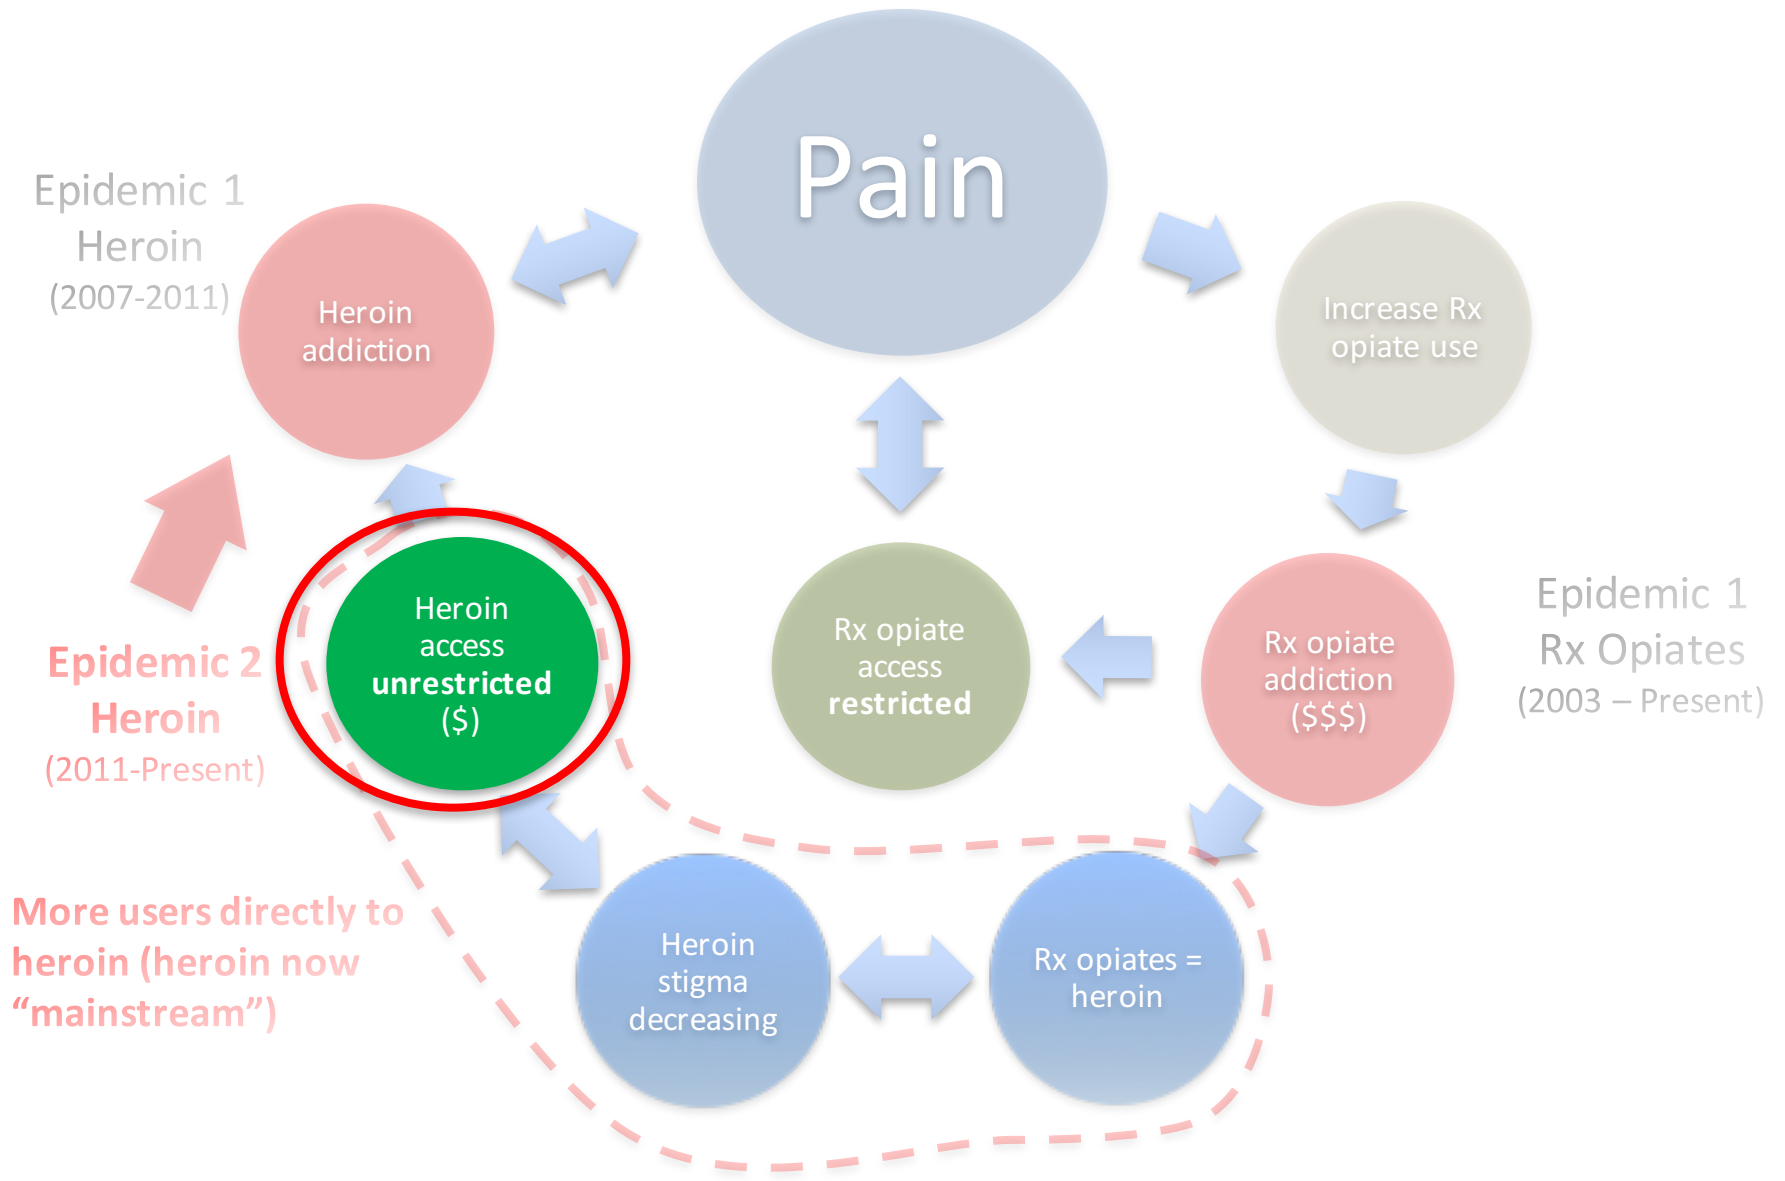 Pain
Epidemic 1
Heroin
(2007-2011)
Heroin
addiction
Increase Rx
opiate use
Heroin
access
unrestricted
($)
Rx opiate
access
restricted
Rx opiate
addiction
($$$)
Epidemic 1
Rx Opiates
(2003 – Present)
Epidemic 2
Heroin
(2011-Present)
More users directly to
heroin (heroin now
“mainstream”)
Heroin
stigma
decreasing
Rx opiates =
heroin